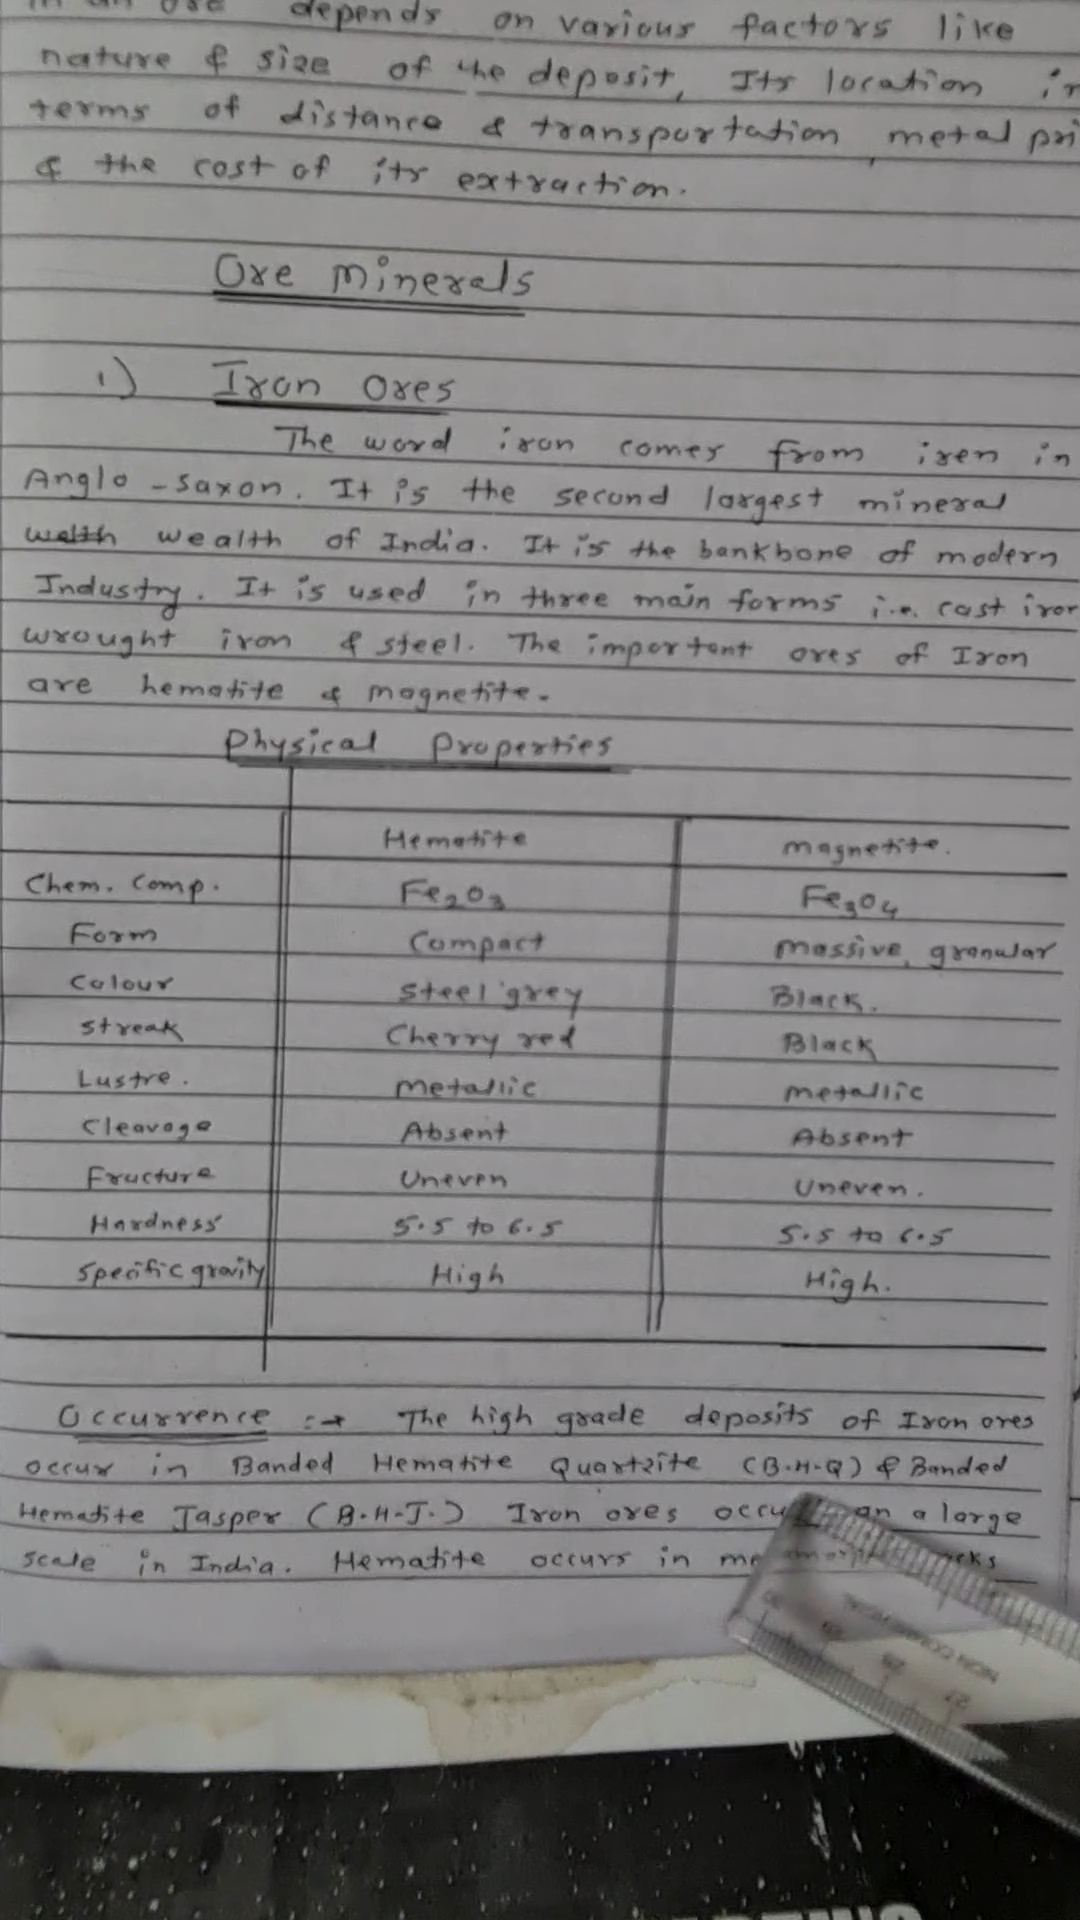 depends on various factors like
nature & size of the deposit, Its location in
terms of distance & transportation, metal pri
& the cost of its extraction.
Ore minerals
1) Iron Ores
The word iron comes from iren in
Anglo-saxon. It is the second largest mineral
wealth of India. It is the bankbone of modern
Industry. It is used in three main forms i.e. cast iron
wrought iron & steel. The important ores of Iron
are hematite & magnetite.
Physical Properties
Hematite magnetite.
Chem. Comp. Fe2O3 Fe3O4
Form Compact massive, granular
Colour Steel grey Black.
Streak Cherry red Black
Lustre. metallic metallic
Cleavage Absent Absent
Fructure Uneven Uneven.
Hardness 5.5 to 6.5 5.5 to 6.5
Specific gravity High High.
Occurrence :→ The high grade deposits of Iron ores
occur in Banded Hematite Quartzite (B.H.Q) & Banded
Hematite Jasper (B.H.J.) Iron ores occur on a large
scale in India. Hematite occurs in